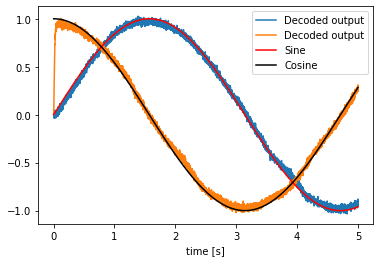 Decoded output
Decoded output
Sine
Cosine
1.0
0.5
0.0
−0.5
−1.0
0 1 2 3 4 5
time [s]